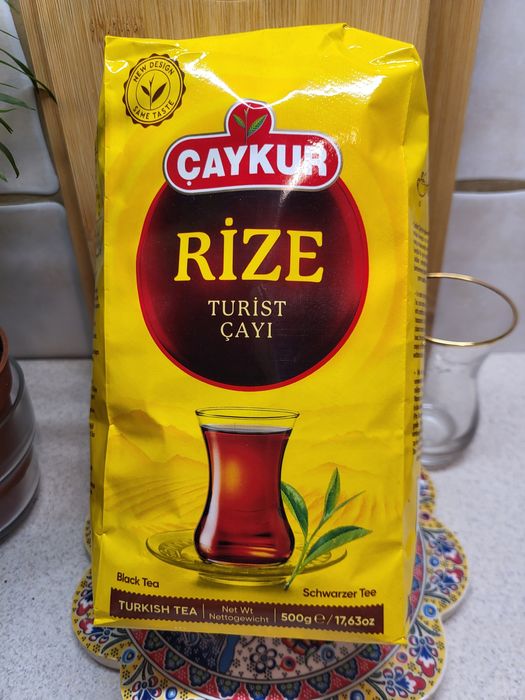 NEW DESIGN
SAME TASTE
ÇAYKUR
RİZE
TURİST
ÇAYI
Black Tea
Schwarzer Tee
TURKISH TEA
Net Wt
Nettogewicht
500g ℮/17,63oz